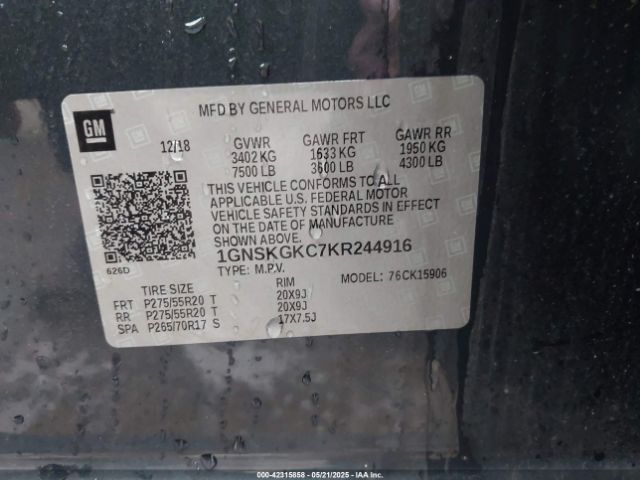 MFD BY GENERAL MOTORS LLC
GM
12/18 GVWR GAWR FRT GAWR RR
3402 KG 1633 KG 1950 KG
7500 LB 3600 LB 4300 LB
THIS VEHICLE CONFORMS TO ALL
APPLICABLE U.S. FEDERAL MOTOR
VEHICLE SAFETY STANDARDS IN EFFECT
ON THE DATE OF MANUFACTURE
SHOWN ABOVE.
1GNSKGKC7KR244916
626D
TYPE: M.P.V. MODEL: 76CK15906
TIRE SIZE RIM
FRT P275/55R20 T 20X9J
RR P275/55R20 T 20X9J
SPA P265/70R17 S 17X7.5J
000-42315858 - 05/21/2025 - IAAI.com